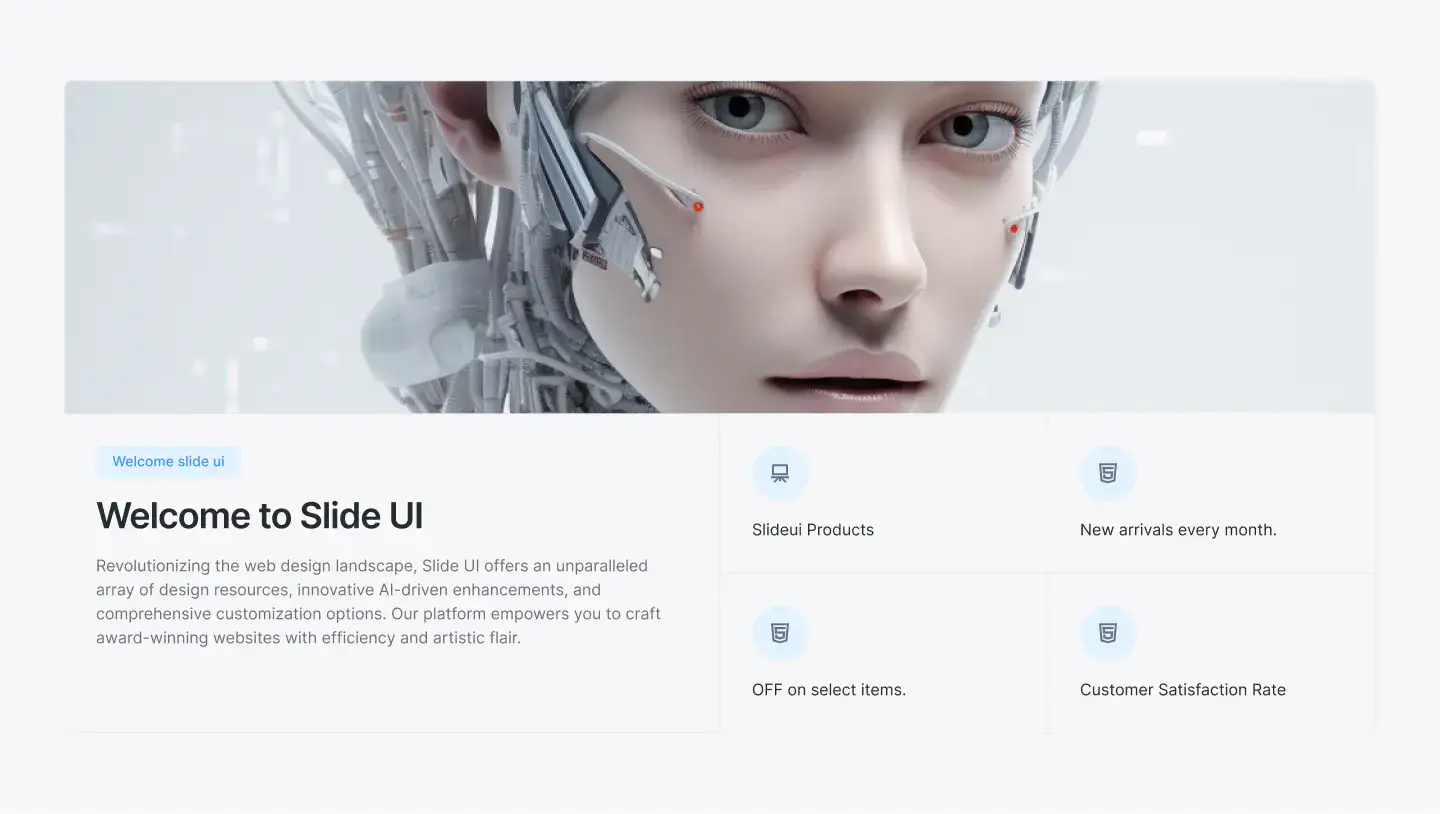 Welcome slide ui
Welcome to Slide UI
Revolutionizing the web design landscape, Slide UI offers an unparalleled
array of design resources, innovative AI-driven enhancements, and
comprehensive customization options. Our platform empowers you to craft
award-winning websites with efficiency and artistic flair.
Slideui Products
New arrivals every month.
OFF on select items.
Customer Satisfaction Rate